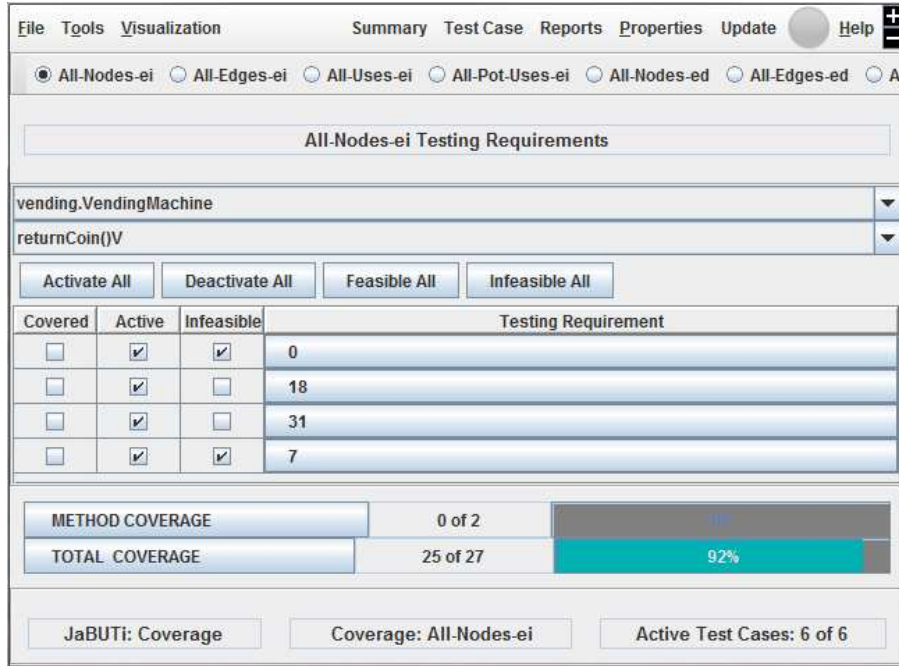 File Tools Visualization Summary Test Case Reports Properties Update Help
All-Nodes-ei All-Edges-ei All-Uses-ei All-Pot-Uses-ei All-Nodes-ed All-Edges-ed A
All-Nodes-ei Testing Requirements
vending.VendingMachine
returnCoin()V
Activate All Deactivate All Feasible All Infeasible All
Covered Active Infeasible Testing Requirement
0
18
31
7
METHOD COVERAGE 0 of 2
TOTAL COVERAGE 25 of 27 92%
JaBUTi: Coverage Coverage: All-Nodes-ei Active Test Cases: 6 of 6